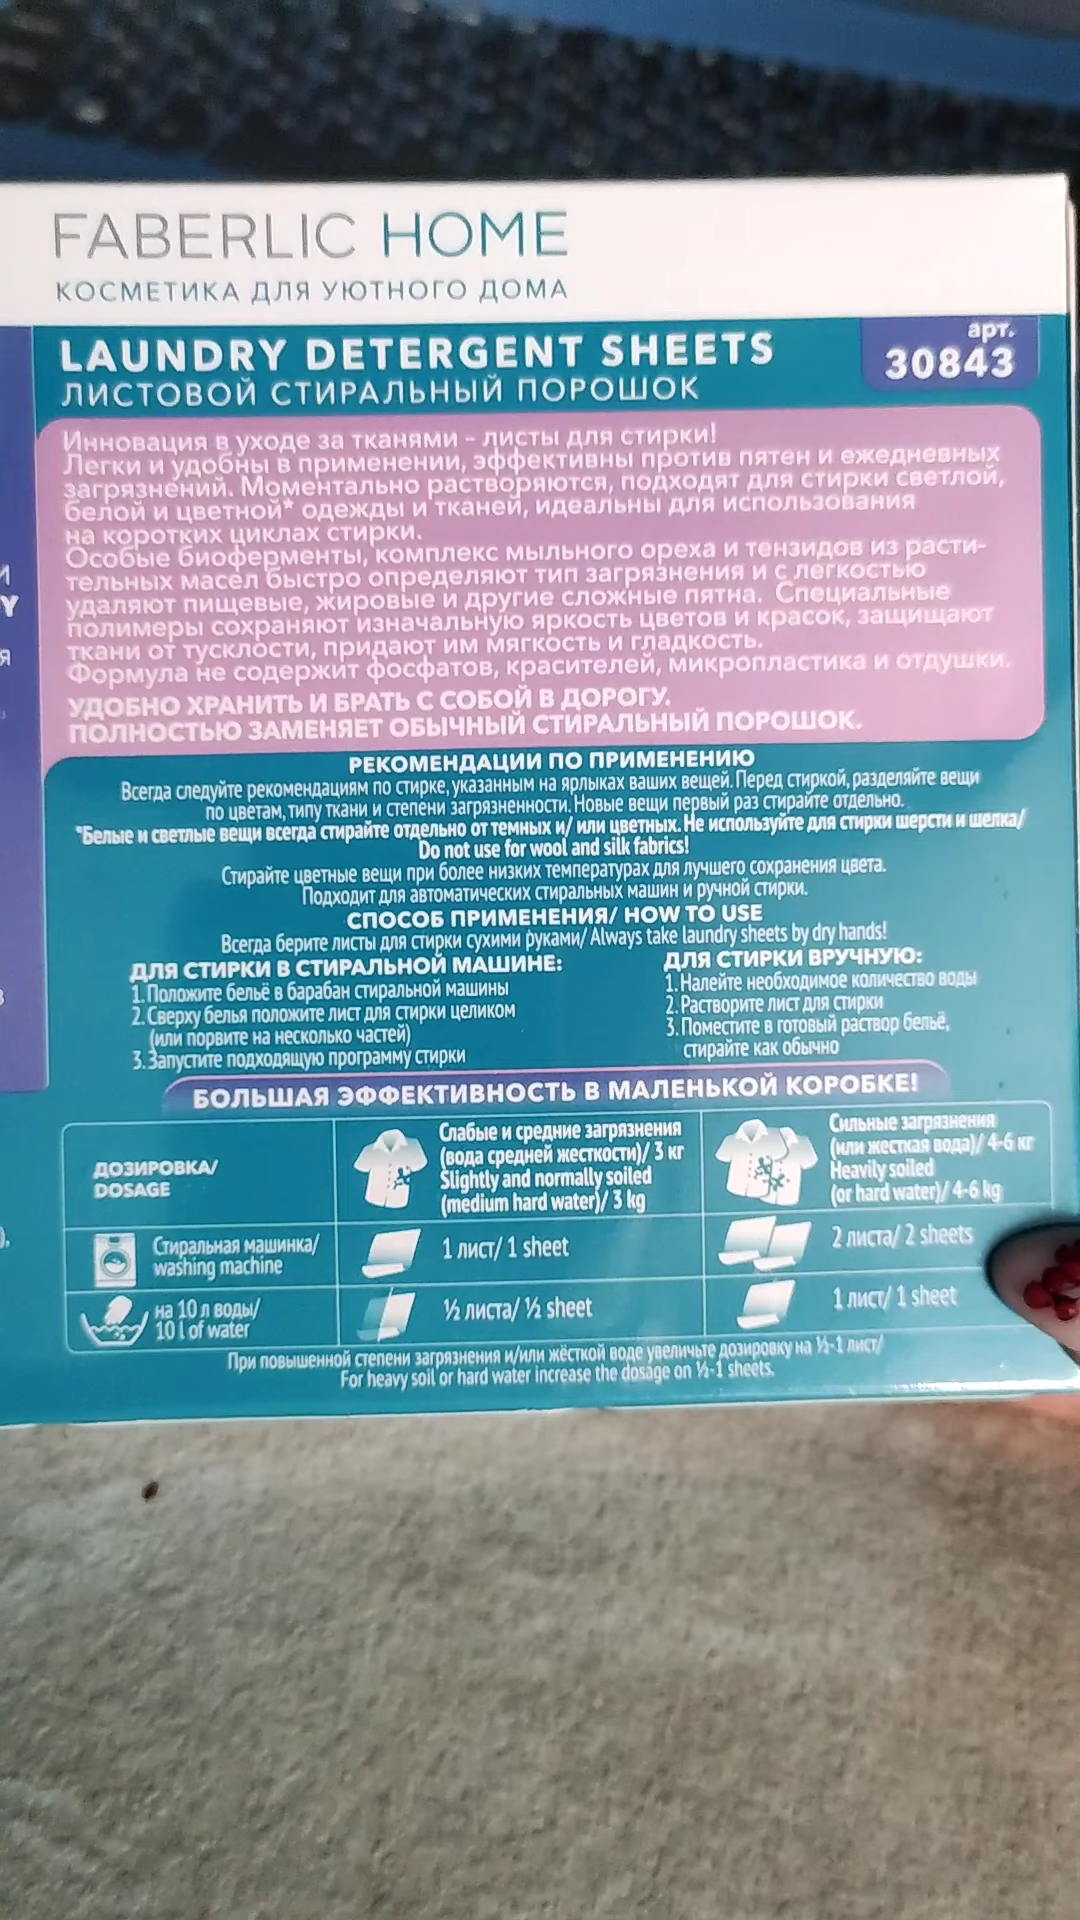 FABERLIC HOME
КОСМЕТИКА ДЛЯ УЮТНОГО ДОМА
арт.
30843
LAUNDRY DETERGENT SHEETS
ЛИСТОВОЙ СТИРАЛЬНЫЙ ПОРОШОК
Инновация в уходе за тканями - листы для стирки!
Легки и удобны в применении, эффективны против пятен и ежедневных
загрязнений. Моментально растворяются, подходят для стирки светлой,
белой и цветной* одежды и тканей, идеальны для использования
на коротких циклах стирки.
Особые биоферменты, комплекс мыльного ореха и тензидов из расти-
тельных масел быстро определяют тип загрязнения и с легкостью
удаляют пищевые, жировые и другие сложные пятна. Специальные
полимеры сохраняют изначальную яркость цветов и красок, защищают
ткани от тусклости, придают им мягкость и гладкость.
Формула не содержит фосфатов, красителей, микропластика и отдушки.
УДОБНО ХРАНИТЬ И БРАТЬ С СОБОЙ В ДОРОГУ.
ПОЛНОСТЬЮ ЗАМЕНЯЕТ ОБЫЧНЫЙ СТИРАЛЬНЫЙ ПОРОШОК.
РЕКОМЕНДАЦИИ ПО ПРИМЕНЕНИЮ
Всегда следуйте рекомендациям по стирке, указанным на ярлыках ваших вещей. Перед стиркой, разделяйте вещи
по цветам, типу ткани и степени загрязненности. Новые вещи первый раз стирайте отдельно.
*Белые и светлые вещи всегда стирайте отдельно от темных и/ или цветных. Не используйте для стирки шерсти и шелка/
Do not use for wool and silk fabrics!
Стирайте цветные вещи при более низких температурах для лучшего сохранения цвета.
Подходит для автоматических стиральных машин и ручной стирки.
СПОСОБ ПРИМЕНЕНИЯ/ HOW TO USE
Всегда берите листы для стирки сухими руками/ Always take laundry sheets by dry hands!
ДЛЯ СТИРКИ В СТИРАЛЬНОЙ МАШИНЕ:
1. Положите бельё в барабан стиральной машины
2. Сверху белья положите лист для стирки целиком
(или порвите на несколько частей)
3. Запустите подходящую программу стирки
ДЛЯ СТИРКИ ВРУЧНУЮ:
1. Налейте необходимое количество воды
2. Растворите лист для стирки
3. Поместите в готовый раствор бельё,
стирайте как обычно
БОЛЬШАЯ ЭФФЕКТИВНОСТЬ В МАЛЕНЬКОЙ КОРОБКЕ!
ДОЗИРОВКА/
DOSAGE
Слабые и средние загрязнения
(вода средней жесткости)/ 3 кг
Slightly and normally soiled
(medium hard water)/ 3 kg
Сильные загрязнения
(или жесткая вода)/ 4-6 кг
Heavily soiled
(or hard water)/ 4-6 kg
Стиральная машинка/
washing machine
1 лист/ 1 sheet
2 листа/ 2 sheets
на 10 л воды/
10 l of water
½ листа/ ½ sheet
1 лист/ 1 sheet
При повышенной степени загрязнения и/или жёсткой воде увеличьте дозировку на ½-1 лист/
For heavy soil or hard water increase the dosage on ½-1 sheets.